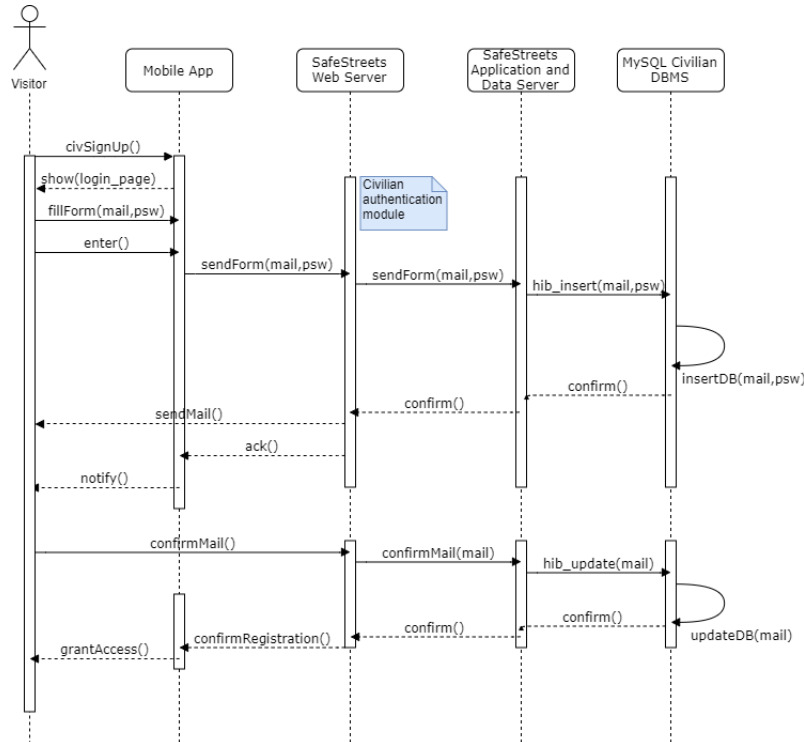 Visitor
Mobile App
SafeStreets
Web Server
SafeStreets
Application and
Data Server
MySQL Civilian
DBMS
civSignUp()
show(login_page)
Civilian
authentication
module
fillForm(mail,psw)
enter()
sendForm(mail,psw)
sendForm(mail,psw)
hib_insert(mail,psw)
insertDB(mail,psw)
confirm()
confirm()
sendMail()
ack()
notify()
confirmMail()
confirmMail(mail)
hib_update(mail)
updateDB(mail)
confirm()
confirm()
confirmRegistration()
grantAccess()